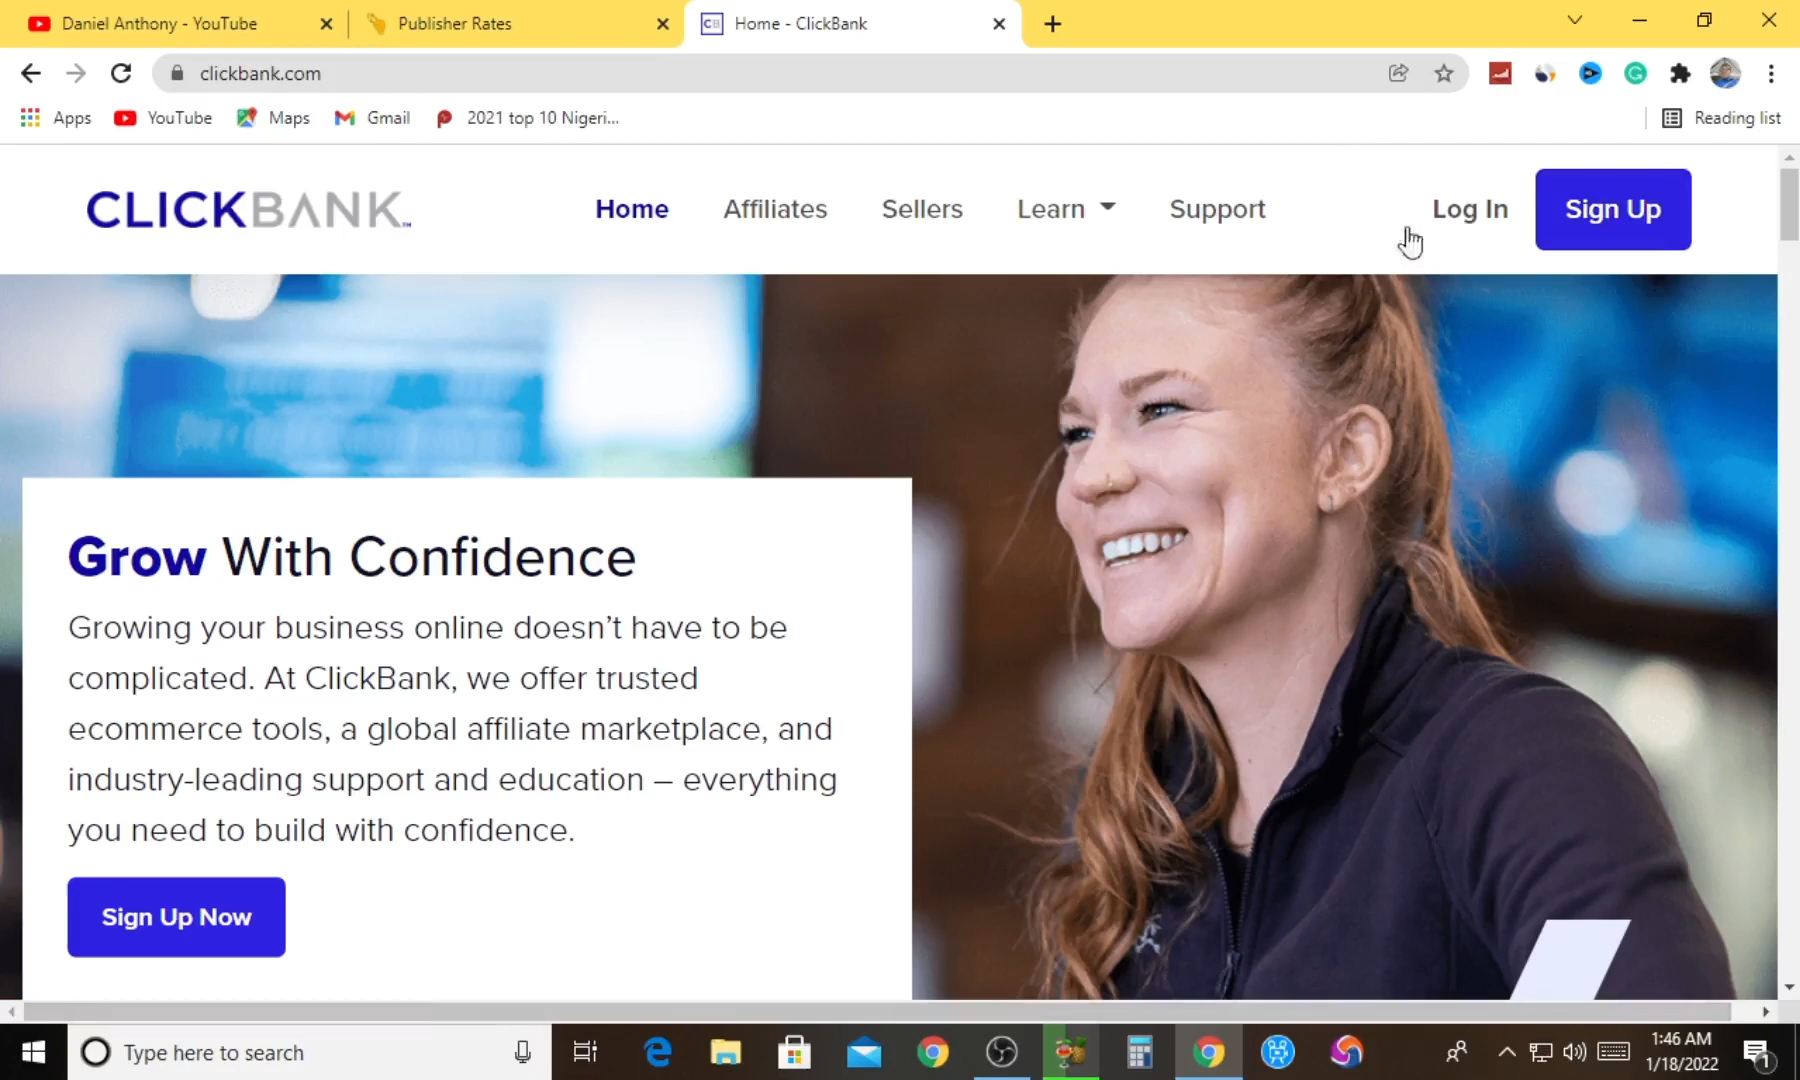 Daniel Anthony - YouTube
Publisher Rates
CB
Home - ClickBank
clickbank.com
Apps
YouTube
Maps
Gmail
2021 top 10 Nigeri...
Reading list
CLICKBANK™
Home
Affiliates
Sellers
Learn
Support
Log In
Sign Up
Grow With Confidence
Growing your business online doesn’t have to be
complicated. At ClickBank, we offer trusted
ecommerce tools, a global affiliate marketplace, and
industry-leading support and education – everything
you need to build with confidence.
Sign Up Now
Type here to search
1:46 AM
1/18/2022
1